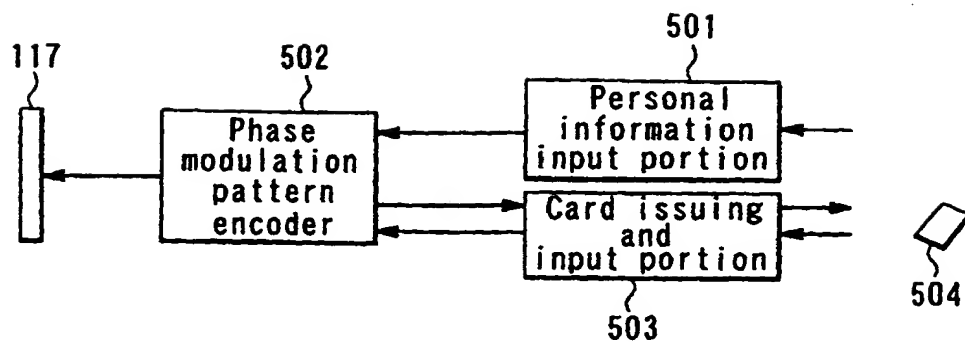 117
502
501
Phase
modulation
pattern
encoder
Personal
information
input portion
Card issuing
and
input portion
503
504